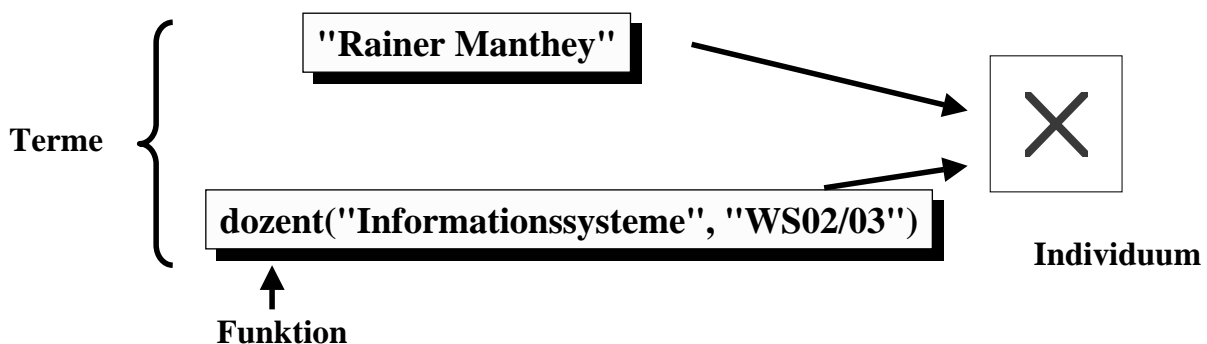 "Rainer Manthey"
Terme
dozent("Informationssysteme", "WS02/03")
Individuum
Funktion